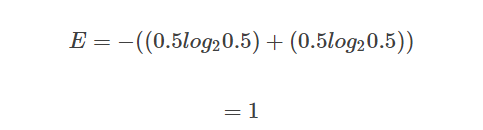 E = −((0.5log₂0.5) + (0.5log₂0.5))
= 1